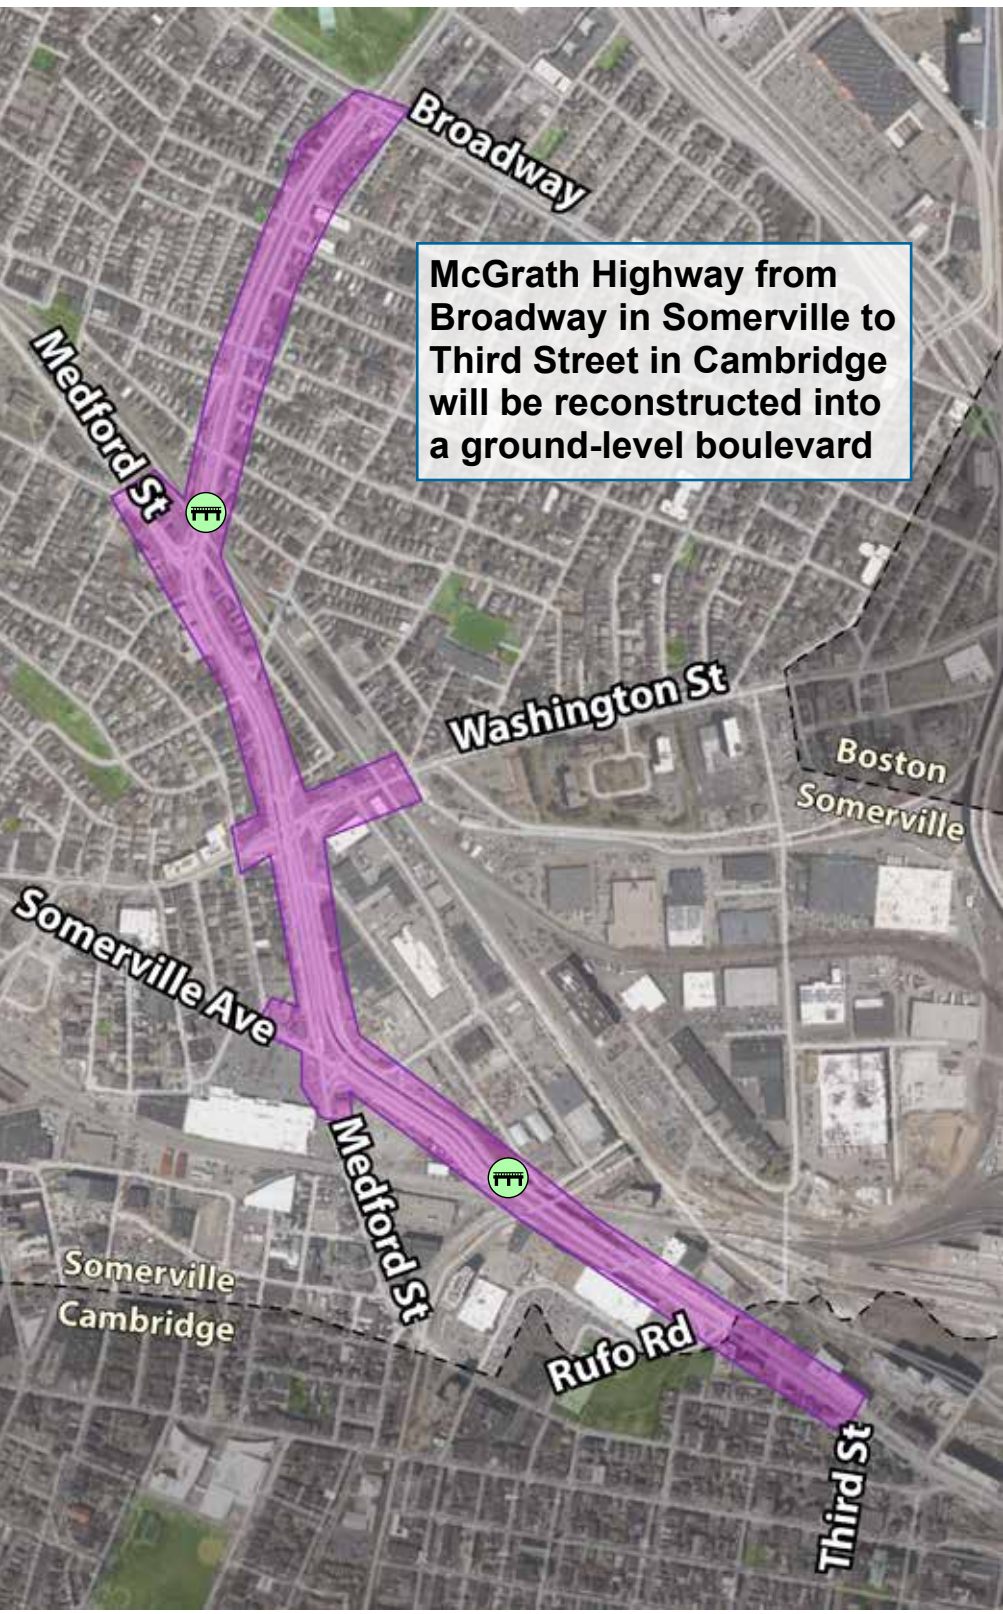 Broadway
McGrath Highway from
Broadway in Somerville to
Third Street in Cambridge
will be reconstructed into
a ground-level boulevard
Medford St
Washington St
Boston
Somerville
Somerville Ave
Medford St
Somerville
Cambridge
Rufo Rd
Third St